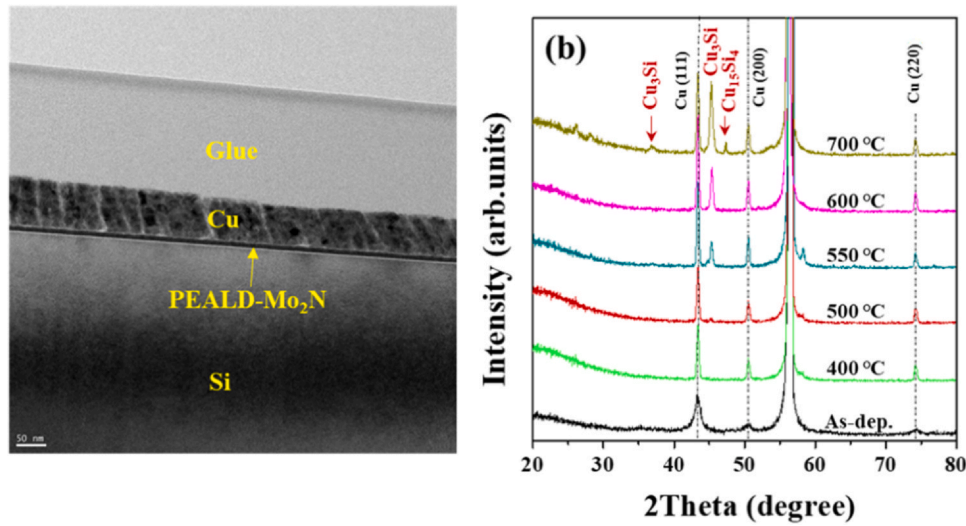 Glue
Cu
PEALD-Mo₂N
Si
50 nm
(b)
Cu₃Si
Cu (111)
Cu₃Si
Cu₁₅Si₄
Cu (200)
Cu (220)
700 °C
600 °C
550 °C
500 °C
400 °C
As-dep.
Intensity (arb.units)
20 30 40 50 60 70 80
2Theta (degree)